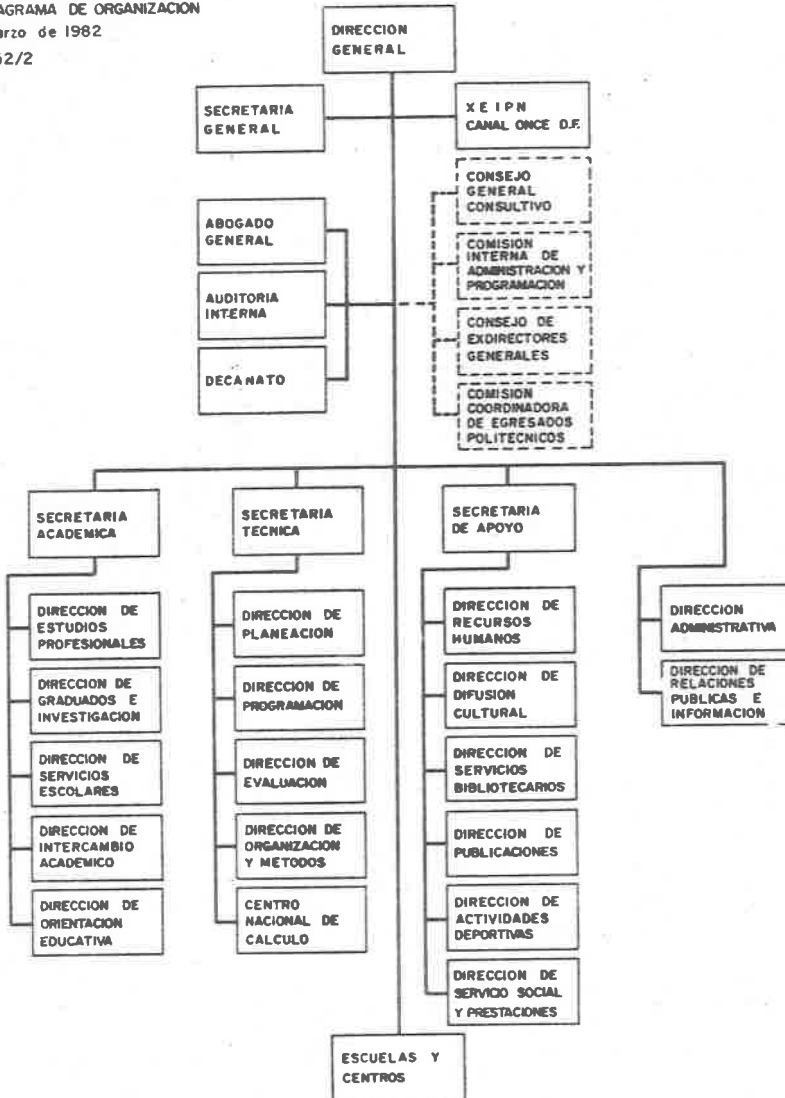 AGRAMA DE ORGANIZACION
arzo de 1982
62/2
DIRECCION
GENERAL
SECRETARIA
GENERAL
X E I P N
CANAL ONCE D.F.
CONSEJO
GENERAL
CONSULTIVO
ABOGADO
GENERAL
COMISION
INTERNA DE
ADMINISTRACION Y
PROGRAMACION
AUDITORIA
INTERNA
CONSEJO DE
EXDIRECTORES
GENERALES
DECANATO
COMISION
COORDINADORA
DE EGRESADOS
POLITECNICOS
SECRETARIA
ACADEMICA
SECRETARIA
TECNICA
SECRETARIA
DE APOYO
DIRECCION DE
ESTUDIOS
PROFESIONALES
DIRECCION DE
GRADUADOS E
INVESTIGACION
DIRECCION DE
SERVICIOS
ESCOLARES
DIRECCION DE
INTERCAMBIO
ACADEMICO
DIRECCION DE
ORIENTACION
EDUCATIVA
DIRECCION DE
PLANEACION
DIRECCION DE
PROGRAMACION
DIRECCION DE
EVALUACION
DIRECCION DE
ORGANIZACION
Y METODOS
CENTRO
NACIONAL DE
CALCULO
DIRECCION DE
RECURSOS
HUMANOS
DIRECCION DE
DIFUSION
CULTURAL
DIRECCION DE
SERVICIOS
BIBLIOTECARIOS
DIRECCION DE
PUBLICACIONES
DIRECCION DE
ACTIVIDADES
DEPORTIVAS
DIRECCION DE
SERVICIO SOCIAL
Y PRESTACIONES
DIRECCION
ADMINISTRATIVA
DIRECCION DE
RELACIONES
PUBLICAS E
INFORMACION
ESCUELAS Y
CENTROS